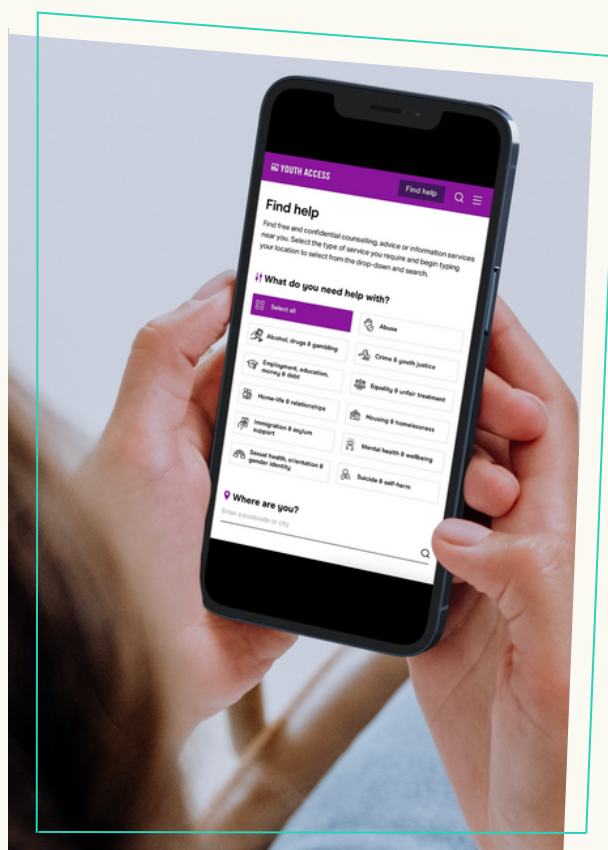 YOUTH ACCESS
Find help
Find help
Find free and confidential counselling, advice or information services
near you. Select the type of service you require and begin typing
your location to select from the drop-down and search.
What do you need help with?
Select all
Abuse
Alcohol, drugs & gambling
Crime & youth justice
Employment, education,
money & debt
Equality & unfair treatment
Home-life & relationships
Housing & homelessness
Immigration & asylum
support
Mental health & wellbeing
Sexual health, orientation &
gender identity
Suicide & self-harm
Where are you?
Enter a postcode or city